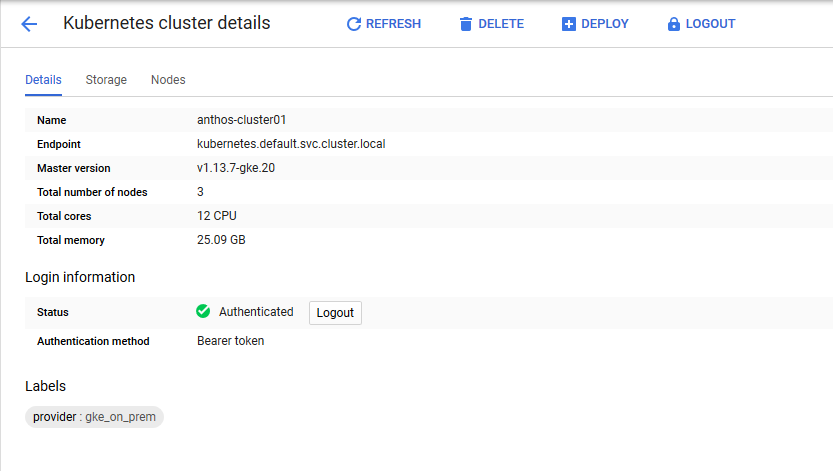 Kubernetes cluster details REFRESH DELETE DEPLOY LOGOUT
Details Storage Nodes
Name anthos-cluster01
Endpoint kubernetes.default.svc.cluster.local
Master version v1.13.7-gke.20
Total number of nodes 3
Total cores 12 CPU
Total memory 25.09 GB
Login information
Status Authenticated Logout
Authentication method Bearer token
Labels
provider : gke_on_prem